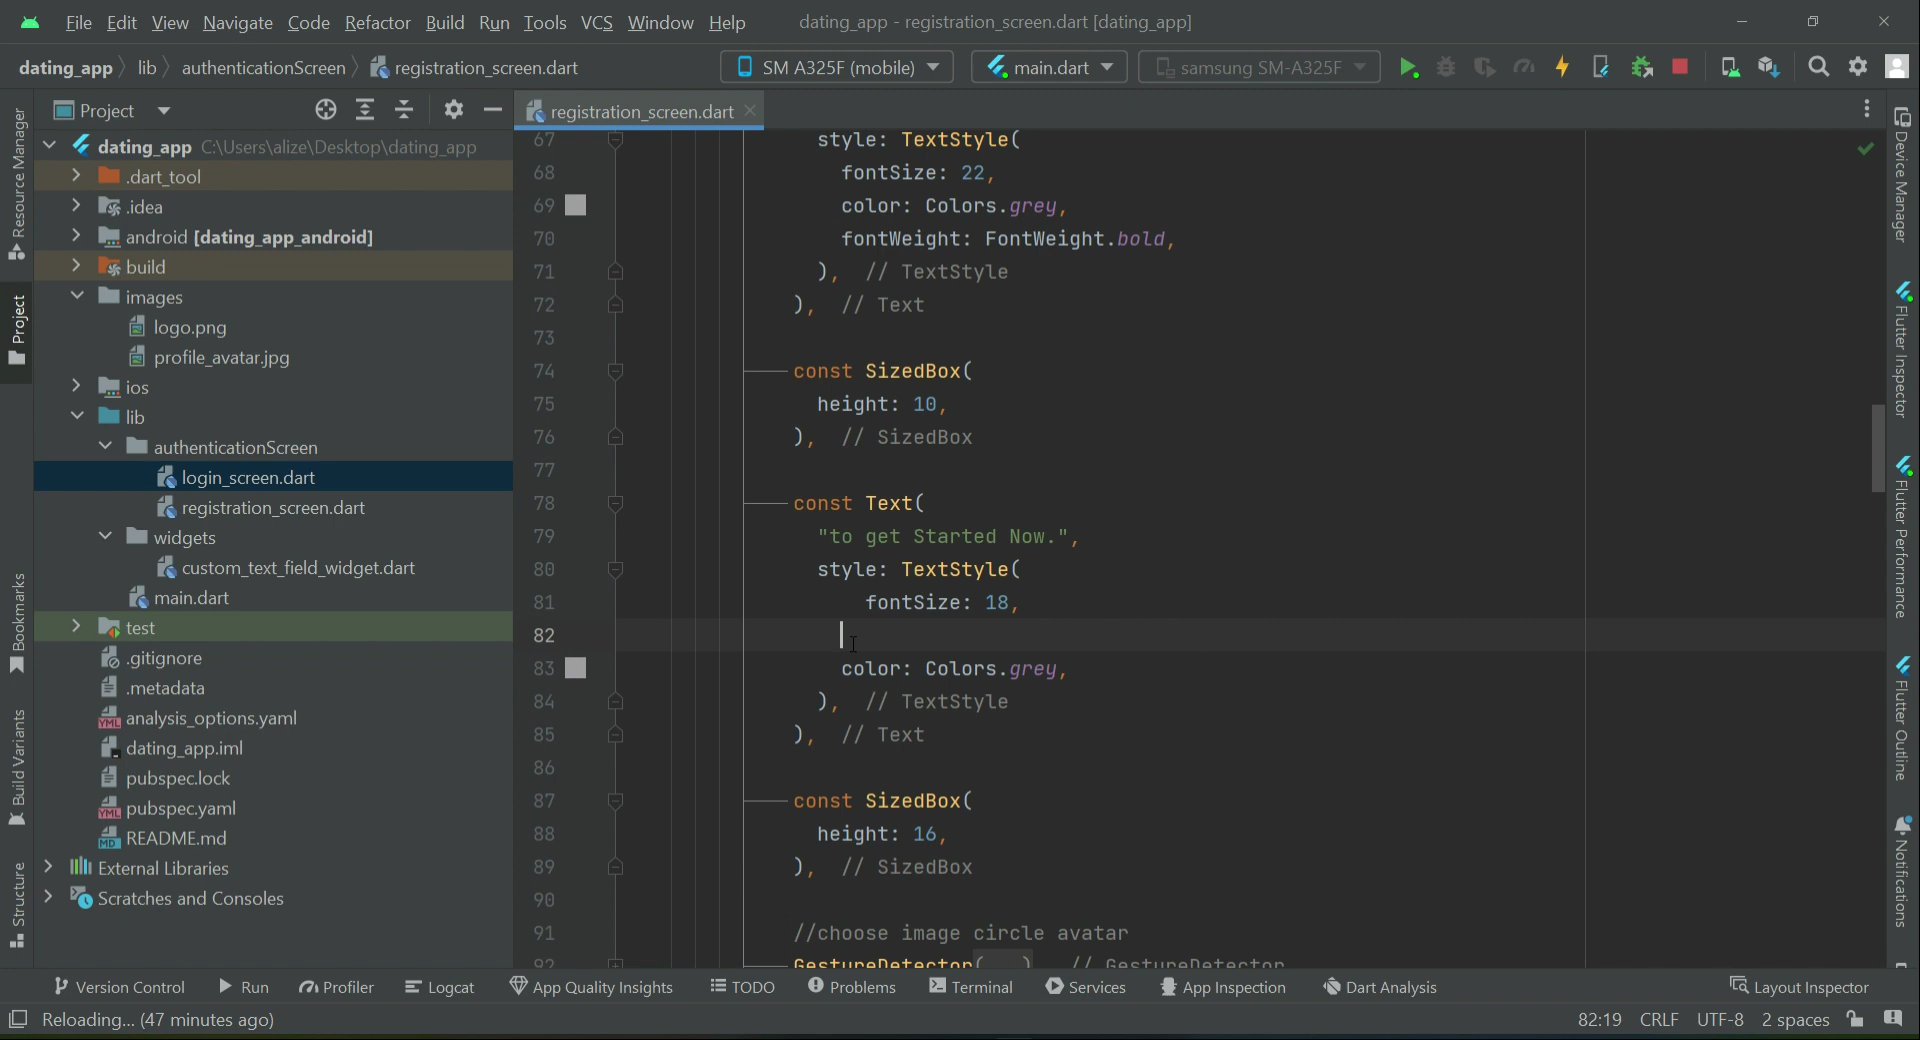 File Edit View Navigate Code Refactor Build Run Tools VCS Window Help dating_app - registration_screen.dart [dating_app]
dating_app lib authenticationScreen registration_screen.dart SM A325F (mobile) main.dart samsung SM-A325F
Project registration_screen.dart
dating_app C:\Users\alize\Desktop\dating_app
.dart_tool
.idea
android [dating_app_android]
build
images
logo.png
profile_avatar.jpg
ios
lib
authenticationScreen
login_screen.dart
registration_screen.dart
widgets
custom_text_field_widget.dart
main.dart
test
.gitignore
.metadata
analysis_options.yaml
dating_app.iml
pubspec.lock
pubspec.yaml
README.md
External Libraries
Scratches and Consoles
Resource Manager
Project
Bookmarks
Build Variants
Structure
67 style: TextStyle(
68 fontSize: 22,
69 color: Colors.grey,
70 fontWeight: FontWeight.bold,
71 ), // TextStyle
72 ), // Text
73
74 const SizedBox(
75 height: 10,
76 ), // SizedBox
77
78 const Text(
79 "to get Started Now.",
80 style: TextStyle(
81 fontSize: 18,
82
83 color: Colors.grey,
84 ), // TextStyle
85 ), // Text
86
87 const SizedBox(
88 height: 16,
89 ), // SizedBox
90
91 //choose image circle avatar
92 GestureDetector(...) // GestureDetector
Device Manager
Flutter Inspector
Flutter Performance
Flutter Outline
Notifications
Version Control Run Profiler Logcat App Quality Insights TODO Problems Terminal Services App Inspection Dart Analysis Layout Inspector
Reloading... (47 minutes ago) 82:19 CRLF UTF-8 2 spaces